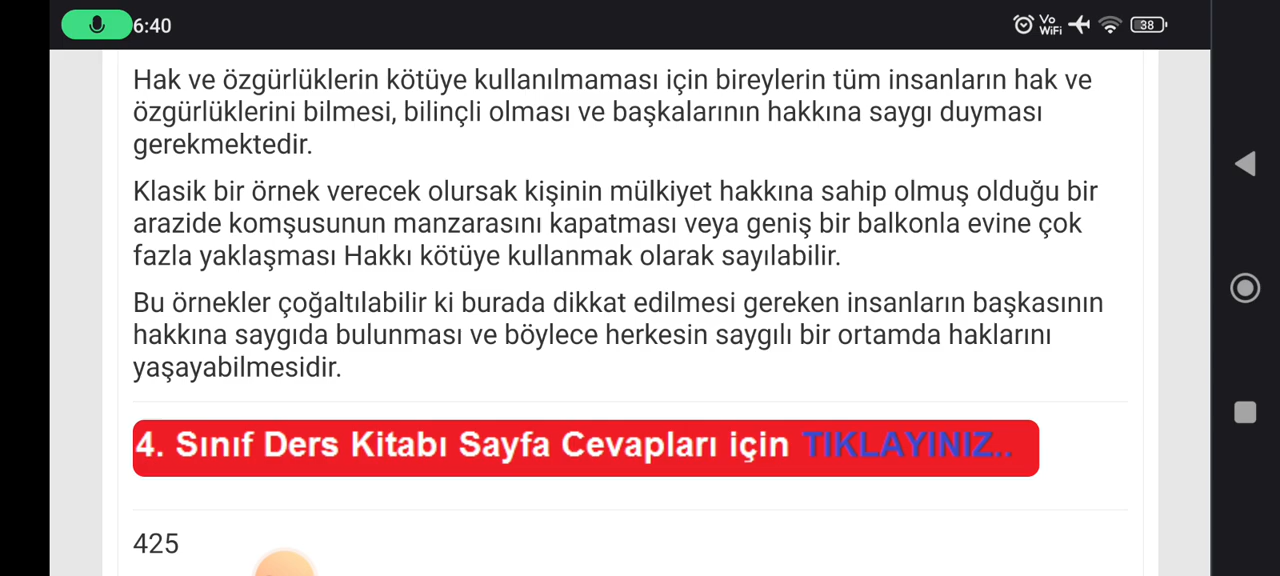 6:40
Vo
WiFi
38
Hak ve özgürlüklerin kötüye kullanılmaması için bireylerin tüm insanların hak ve
özgürlüklerini bilmesi, bilinçli olması ve başkalarının hakkına saygı duyması
gerekmektedir.
Klasik bir örnek verecek olursak kişinin mülkiyet hakkına sahip olmuş olduğu bir
arazide komşusunun manzarasını kapatması veya geniş bir balkonla evine çok
fazla yaklaşması Hakkı kötüye kullanmak olarak sayılabilir.
Bu örnekler çoğaltılabilir ki burada dikkat edilmesi gereken insanların başkasının
hakkına saygıda bulunması ve böylece herkesin saygılı bir ortamda haklarını
yaşayabilmesidir.
4. Sınıf Ders Kitabı Sayfa Cevapları için TIKLAYINIZ..
425